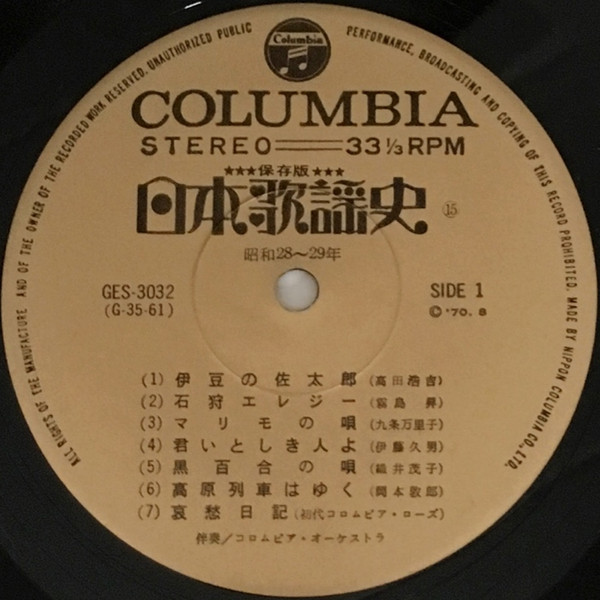 Columbia
ALL RIGHTS OF THE MANUFACTURE AND OF THE OWNER OF THE RECORDED WORK RESERVED. UNAUTHORIZED PUBLIC PERFORMANCE, BROADCASTING AND COPYING OF THIS RECORD PROHIBITED. MADE BY NIPPON COLUMBIA CO., LTD.
COLUMBIA
STEREO 33⅓RPM
★★★保存版★★★
日本歌謡史 ⑮
昭和28〜29年
GES-3032 SIDE 1
(G-35-61) ©'70.8
(1) 伊豆の佐太郎 (高田浩吉)
(2) 石狩エレジー (霧島昇)
(3) マリモの唄 (九条万里子)
(4) 君いとしき人よ (伊藤久男)
(5) 黒百合の唄 (織井茂子)
(6) 高原列車はゆく (岡本敦郎)
(7) 哀愁日記 (初代コロムビア・ローズ)
伴奏/コロムビア・オーケストラ